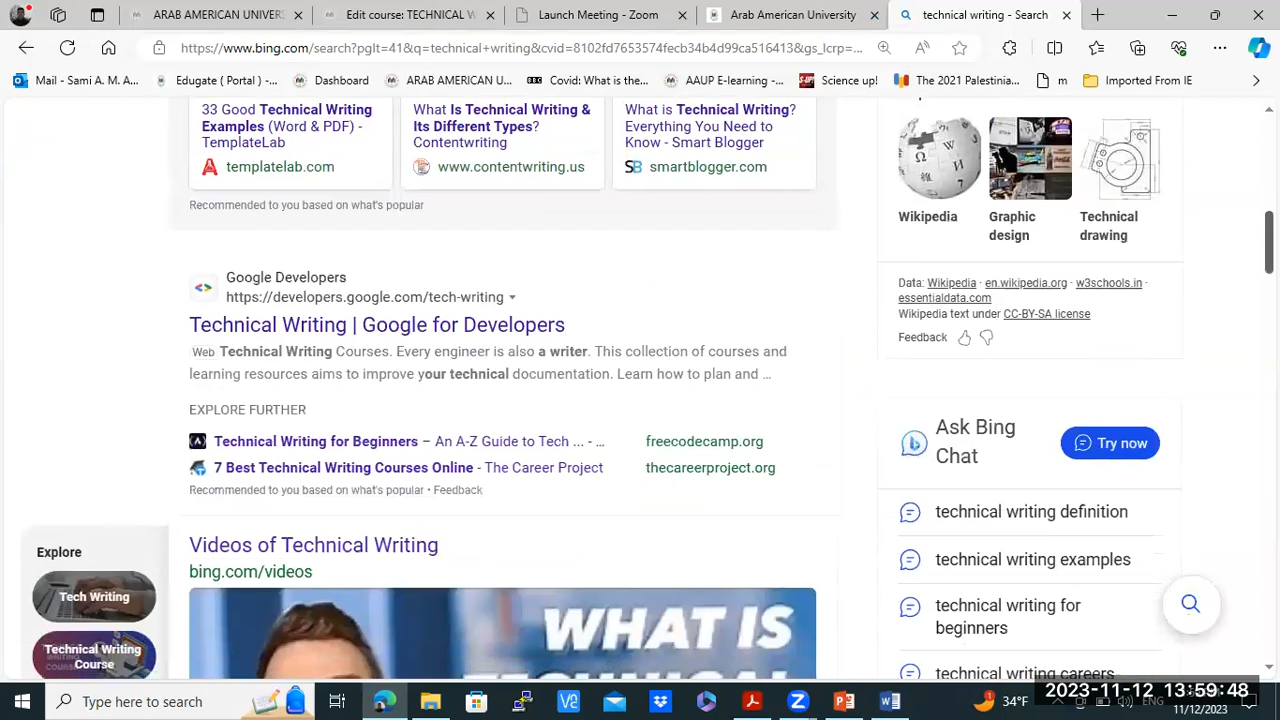 ARAB AMERICAN UNIVERS
Edit course: TECHNICAL W
Launch Meeting - Zoom
Arab American University
technical writing - Search
https://www.bing.com/search?pglt=41&q=technical+writing&cvid=8102fd7653574fecb34b4d99ca516413&gs_lcrp=...
Mail - Sami A. M. A...
Edugate ( Portal ) -...
Dashboard
ARAB AMERICAN U...
Covid: What is the...
AAUP E-learning -...
Science up!
The 2021 Palestinia...
m
Imported From IE
33 Good Technical Writing
Examples (Word & PDF) -
TemplateLab
templatelab.com
What Is Technical Writing &
Its Different Types?
Contentwriting
www.contentwriting.us
What is Technical Writing?
Everything You Need to
Know - Smart Blogger
smartblogger.com
Recommended to you based on what's popular
Google Developers
https://developers.google.com/tech-writing
Technical Writing | Google for Developers
Web Technical Writing Courses. Every engineer is also a writer. This collection of courses and
learning resources aims to improve your technical documentation. Learn how to plan and ...
EXPLORE FURTHER
Technical Writing for Beginners – An A-Z Guide to Tech ... - ...
freecodecamp.org
7 Best Technical Writing Courses Online - The Career Project
thecareerproject.org
Recommended to you based on what's popular • Feedback
Videos of Technical Writing
bing.com/videos
WHAT IS
Explore
Tech Writing
Technical Writing
Course
Wikipedia
Graphic
design
Technical
drawing
Data: Wikipedia · en.wikipedia.org · w3schools.in ·
essentialdata.com
Wikipedia text under CC-BY-SA license
Feedback
Ask Bing
Chat
Try now
technical writing definition
technical writing examples
technical writing for
beginners
technical writing careers
Type here to search
34°F
ENG
2023-11-12 13:59:48
11/12/2023